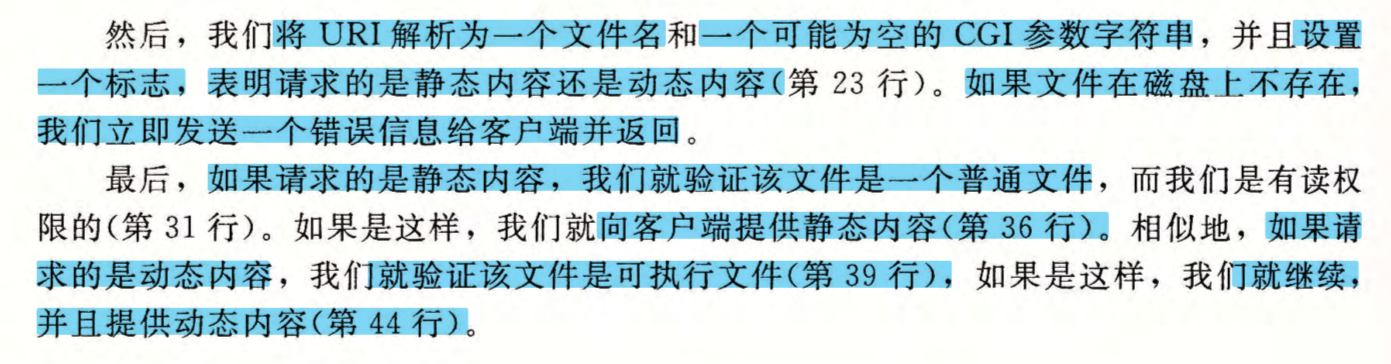 然后，我们将 URI 解析为一个文件名和一个可能为空的 CGI 参数字符串，并且设置
一个标志，表明请求的是静态内容还是动态内容(第 23 行)。如果文件在磁盘上不存在，
我们立即发送一个错误信息给客户端并返回。
最后，如果请求的是静态内容，我们就验证该文件是一个普通文件，而我们是有读权
限的(第 31 行)。如果是这样，我们就向客户端提供静态内容(第 36 行)。相似地，如果请
求的是动态内容，我们就验证该文件是可执行文件(第 39 行)，如果是这样，我们就继续，
并且提供动态内容(第 44 行)。